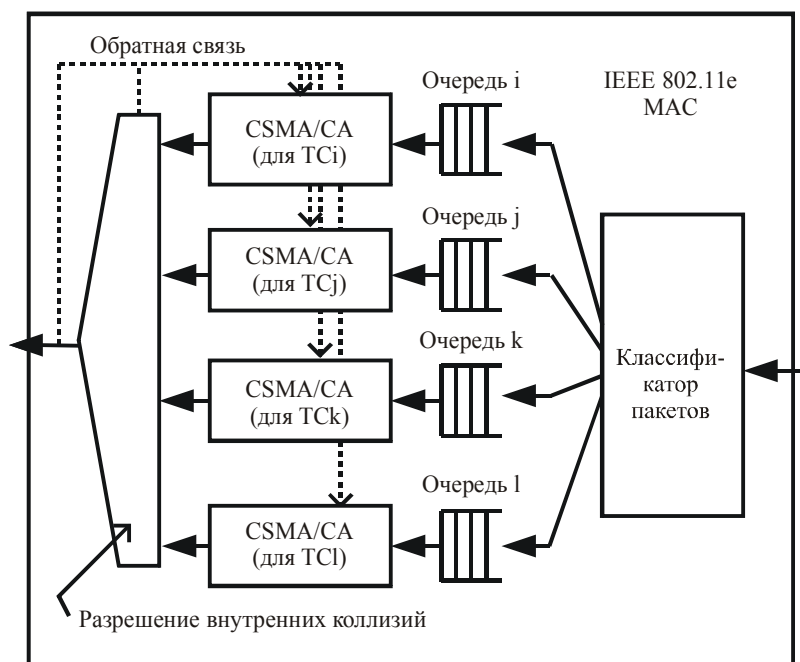 Обратная связь
Очередь i
IEEE 802.11e
MAC
CSMA/CA
(для TCi)
Очередь j
CSMA/CA
(для TCj)
Очередь k
Классифи-
катор
пакетов
CSMA/CA
(для TCk)
Очередь l
CSMA/CA
(для TCl)
Разрешение внутренних коллизий